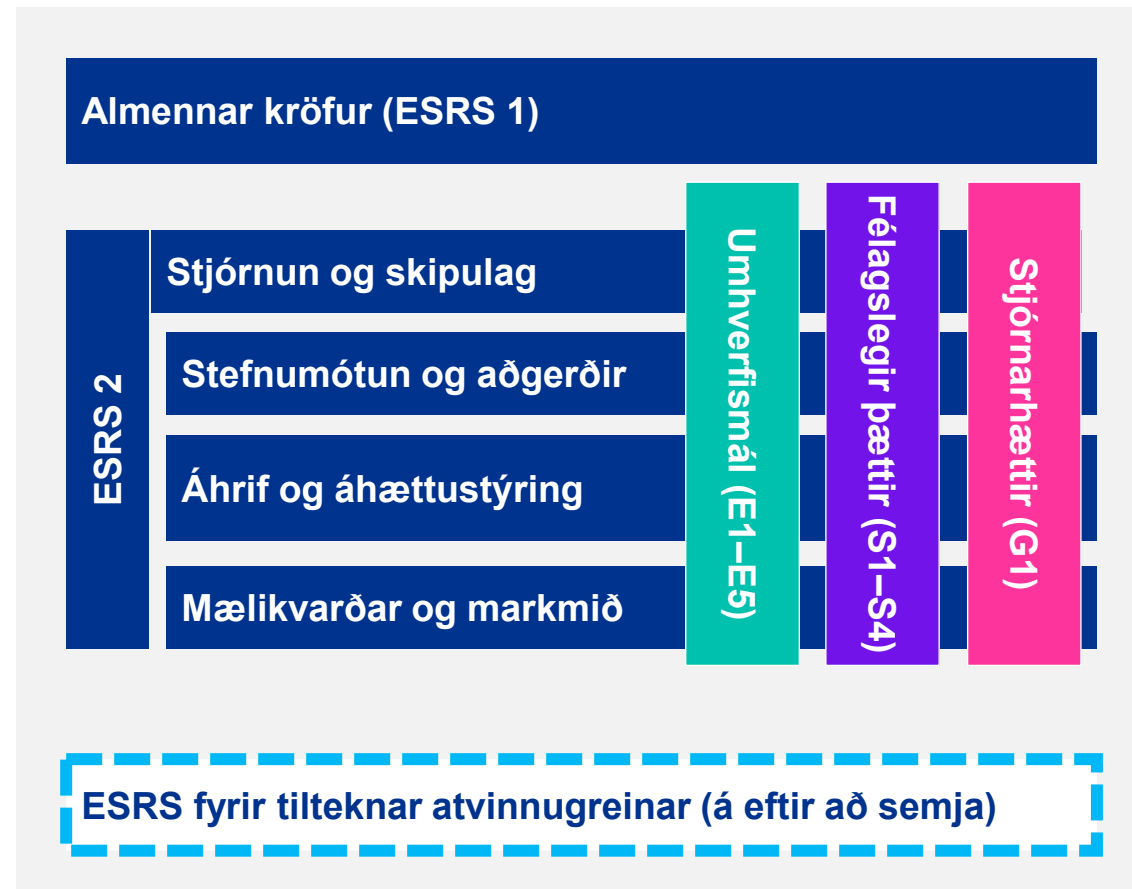 Almennar kröfur (ESRS 1)
ESRS 2
Stjórnun og skipulag
Stefnumótun og aðgerðir
Áhrif og áhættustýring
Mælikvarðar og markmið
Umhverfismál (E1–E5)
Félagslegir þættir (S1–S4)
Stjórnarhættir (G1)
ESRS fyrir tilteknar atvinnugreinar (á eftir að semja)